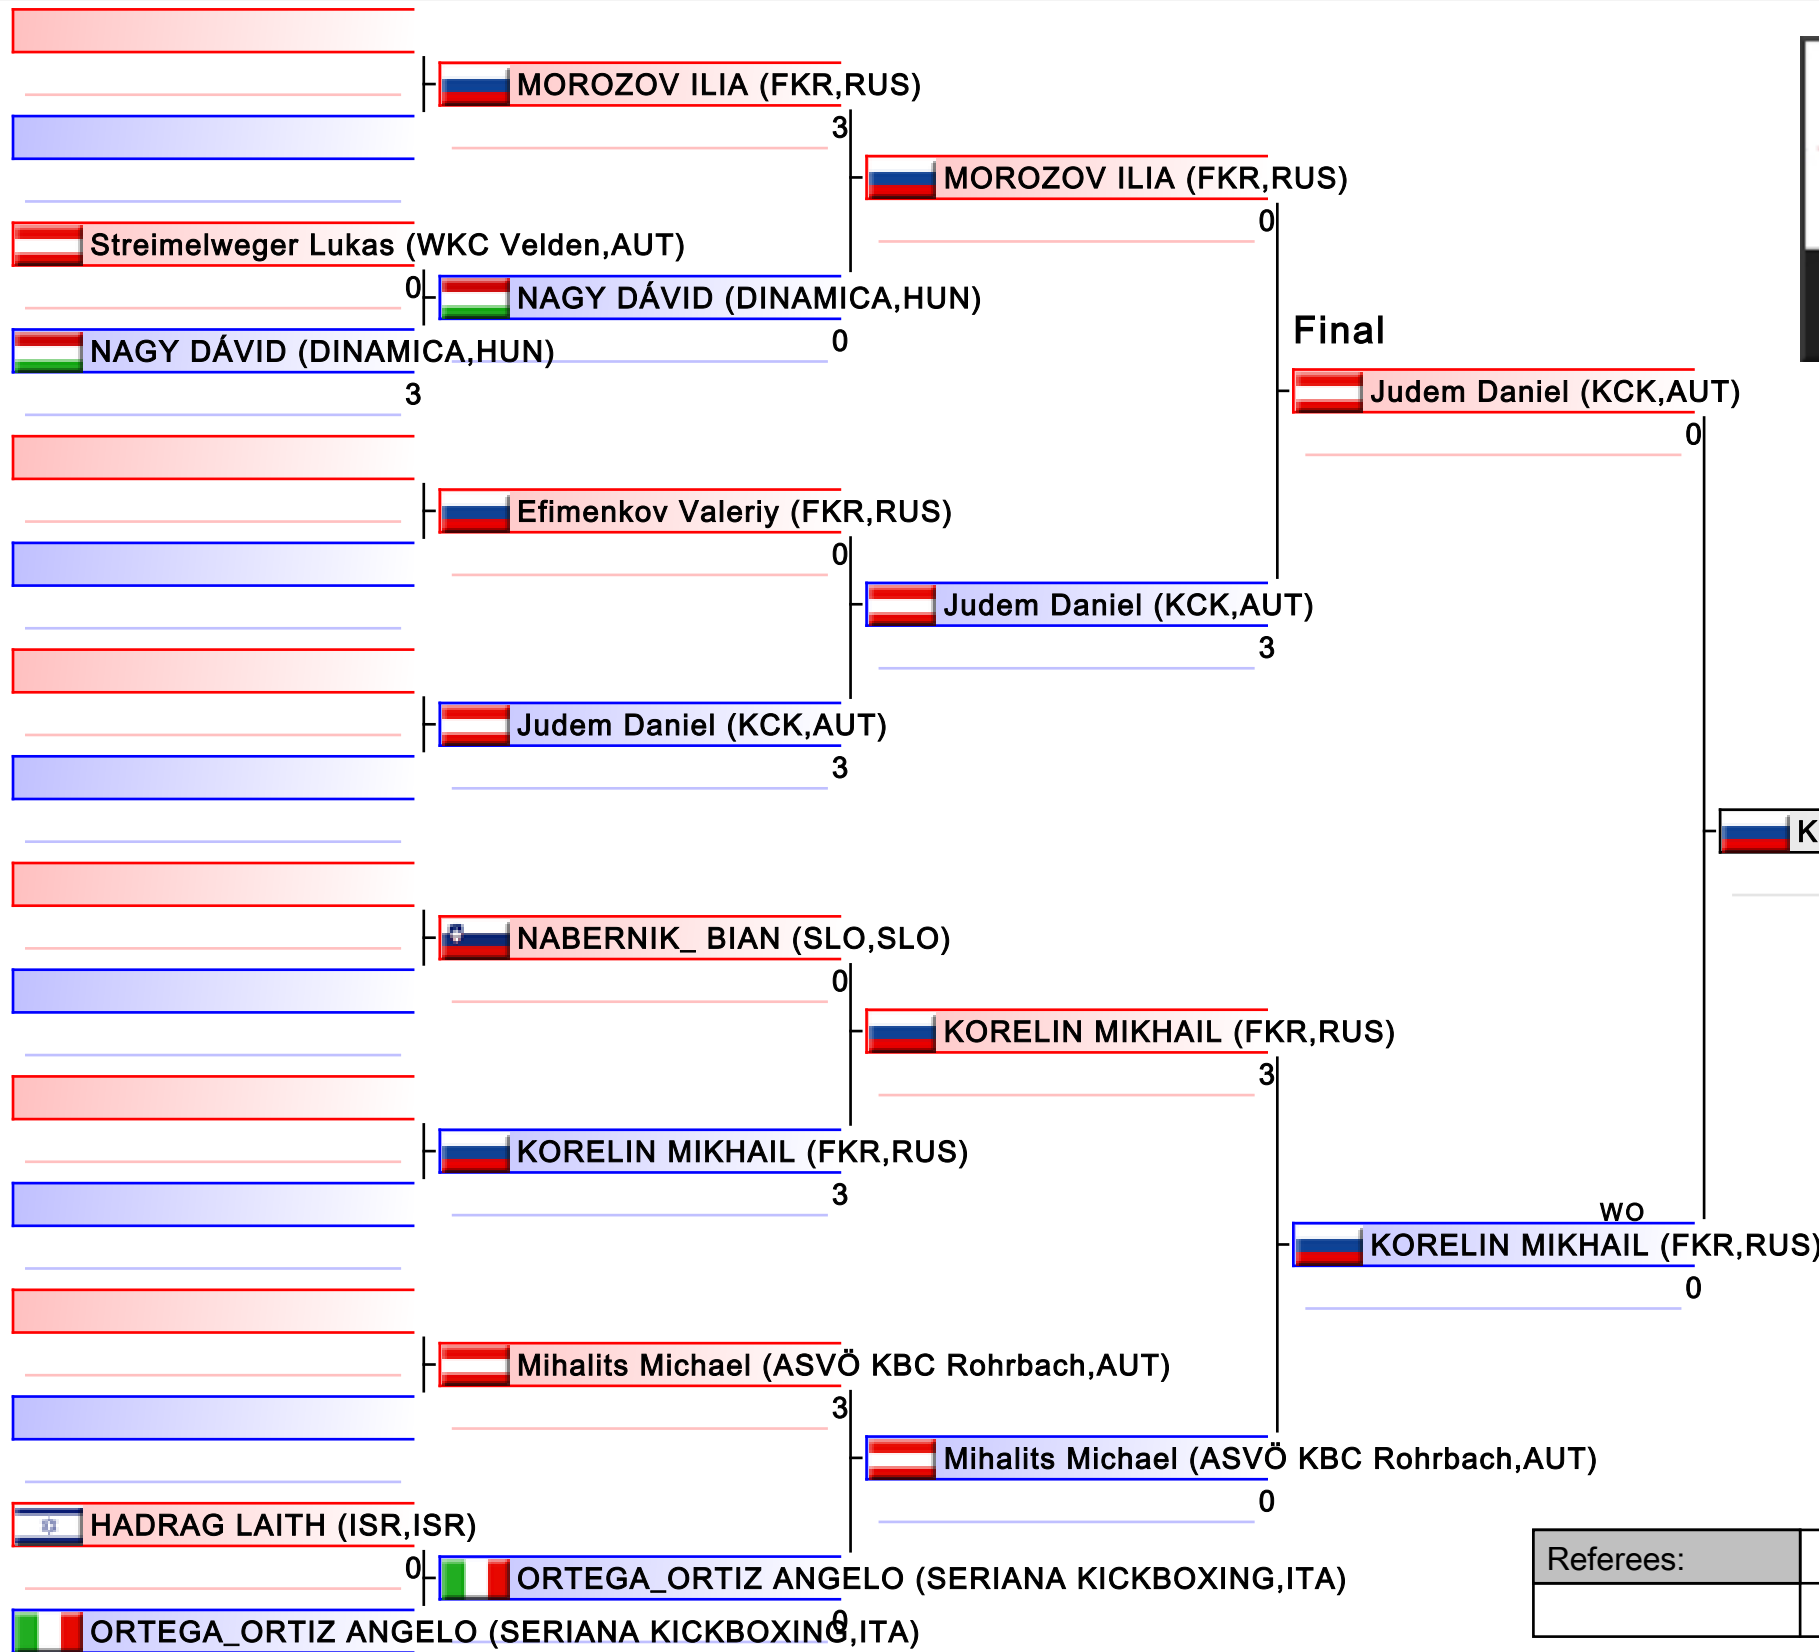 MOROZOV ILIA (FKR,RUS)
3
MOROZOV ILIA (FKR,RUS)
0
Streimelweger Lukas (WKC Velden,AUT)
0
NAGY DÁVID (DINAMICA,HUN)
0
NAGY DÁVID (DINAMICA,HUN)
3
Final
Judem Daniel (KCK,AUT)
0
Efimenkov Valeriy (FKR,RUS)
0
Judem Daniel (KCK,AUT)
3
Judem Daniel (KCK,AUT)
3
K
NABERNIK_ BIAN (SLO,SLO)
0
KORELIN MIKHAIL (FKR,RUS)
3
KORELIN MIKHAIL (FKR,RUS)
3
WO
KORELIN MIKHAIL (FKR,RUS)
0
Mihalits Michael (ASVÖ KBC Rohrbach,AUT)
3
Mihalits Michael (ASVÖ KBC Rohrbach,AUT)
0
HADRAG LAITH (ISR,ISR)
0
ORTEGA_ORTIZ ANGELO (SERIANA KICKBOXING,ITA)
0
ORTEGA_ORTIZ ANGELO (SERIANA KICKBOXING,ITA)
Referees: